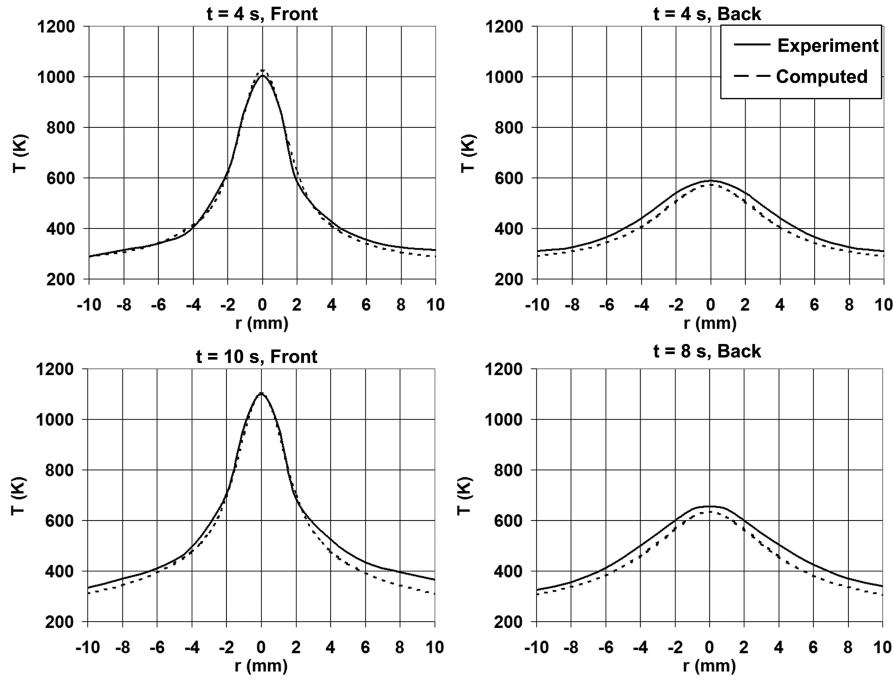 t = 4 s, Front
1200
1000
800
600
400
200
T (K)
-10 -8 -6 -4 -2 0 2 4 6 8 10
r (mm)
t = 4 s, Back
Experiment
Computed
1200
1000
800
600
400
200
T (K)
-10 -8 -6 -4 -2 0 2 4 6 8 10
r (mm)
t = 10 s, Front
1200
1000
800
600
400
200
T (K)
-10 -8 -6 -4 -2 0 2 4 6 8 10
r (mm)
t = 8 s, Back
1200
1000
800
600
400
200
T (K)
-10 -8 -6 -4 -2 0 2 4 6 8 10
r (mm)